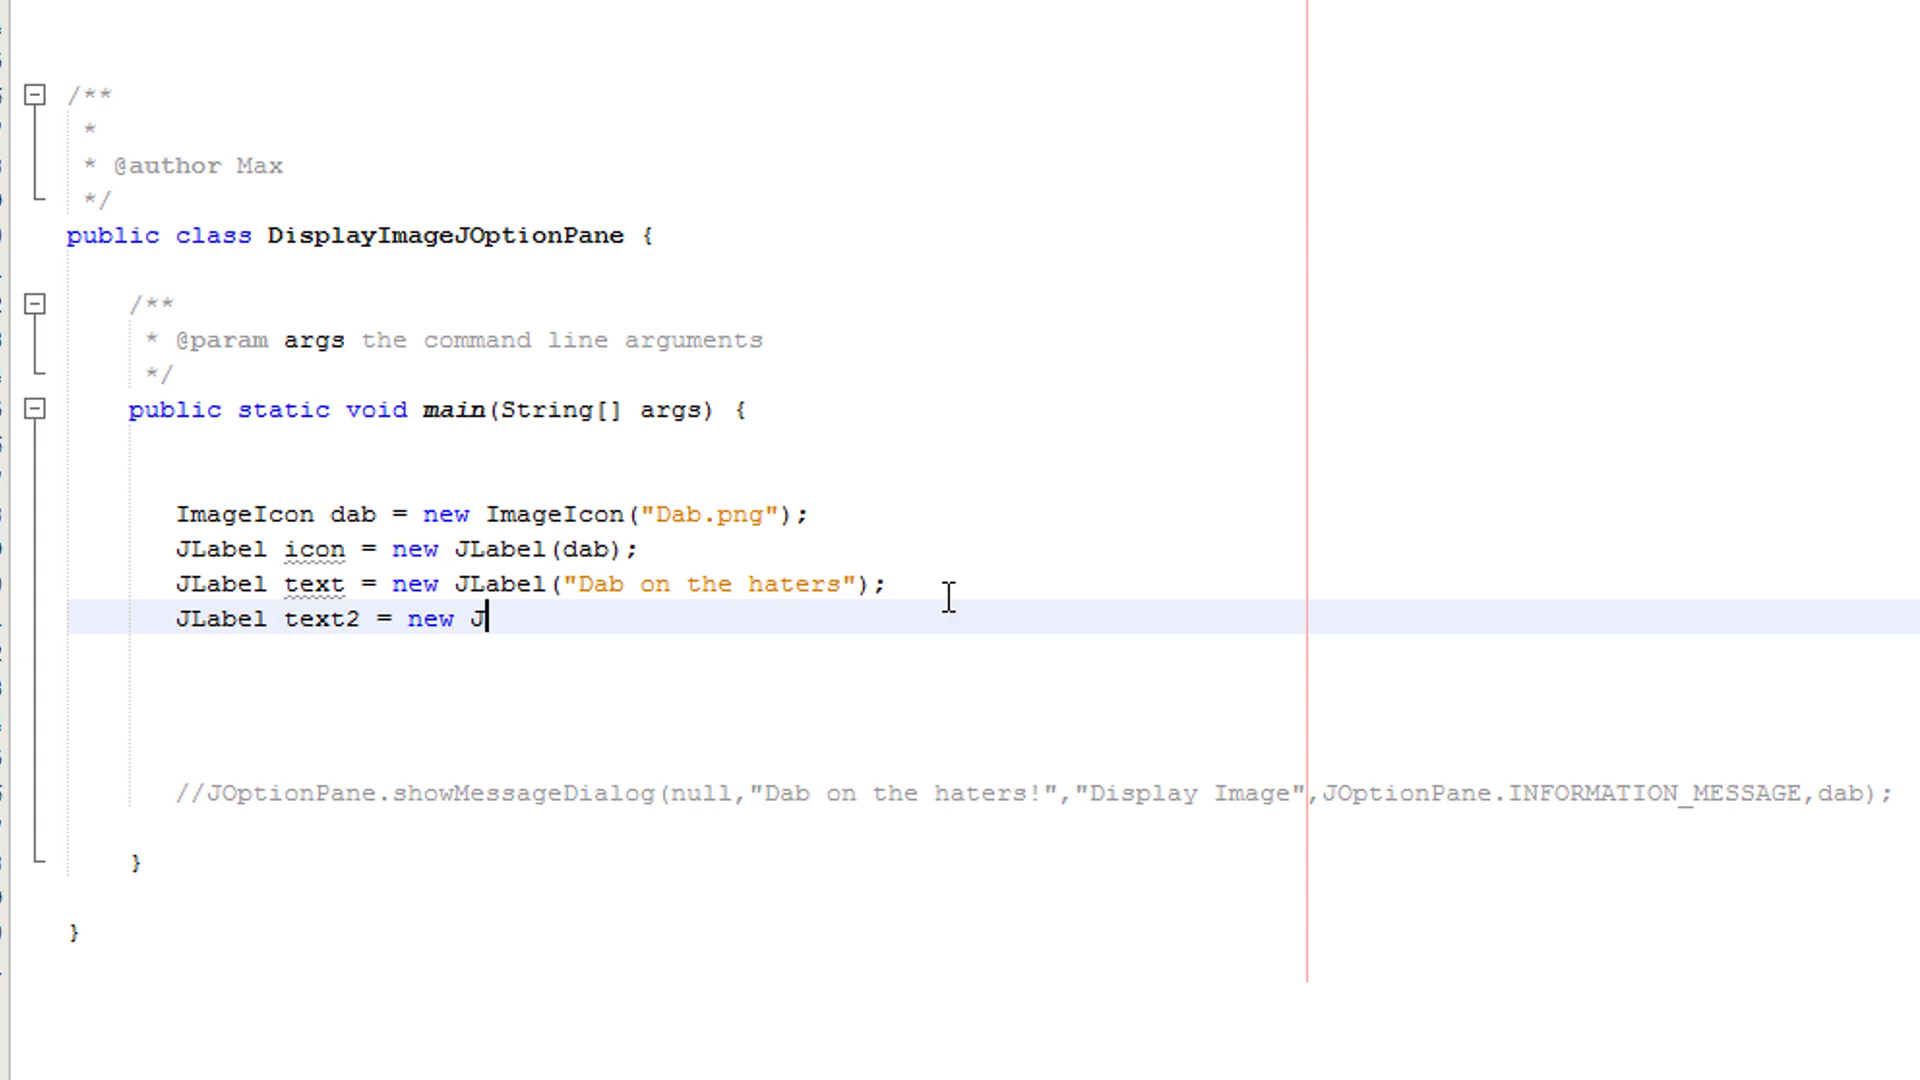 /**
*
* @author Max
*/
public class DisplayImageJOptionPane {
/**
* @param args the command line arguments
*/
public static void main(String[] args) {
ImageIcon dab = new ImageIcon("Dab.png");
JLabel icon = new JLabel(dab);
JLabel text = new JLabel("Dab on the haters");
JLabel text2 = new J
//JOptionPane.showMessageDialog(null,"Dab on the haters!","Display Image",JOptionPane.INFORMATION_MESSAGE,dab);
}
}